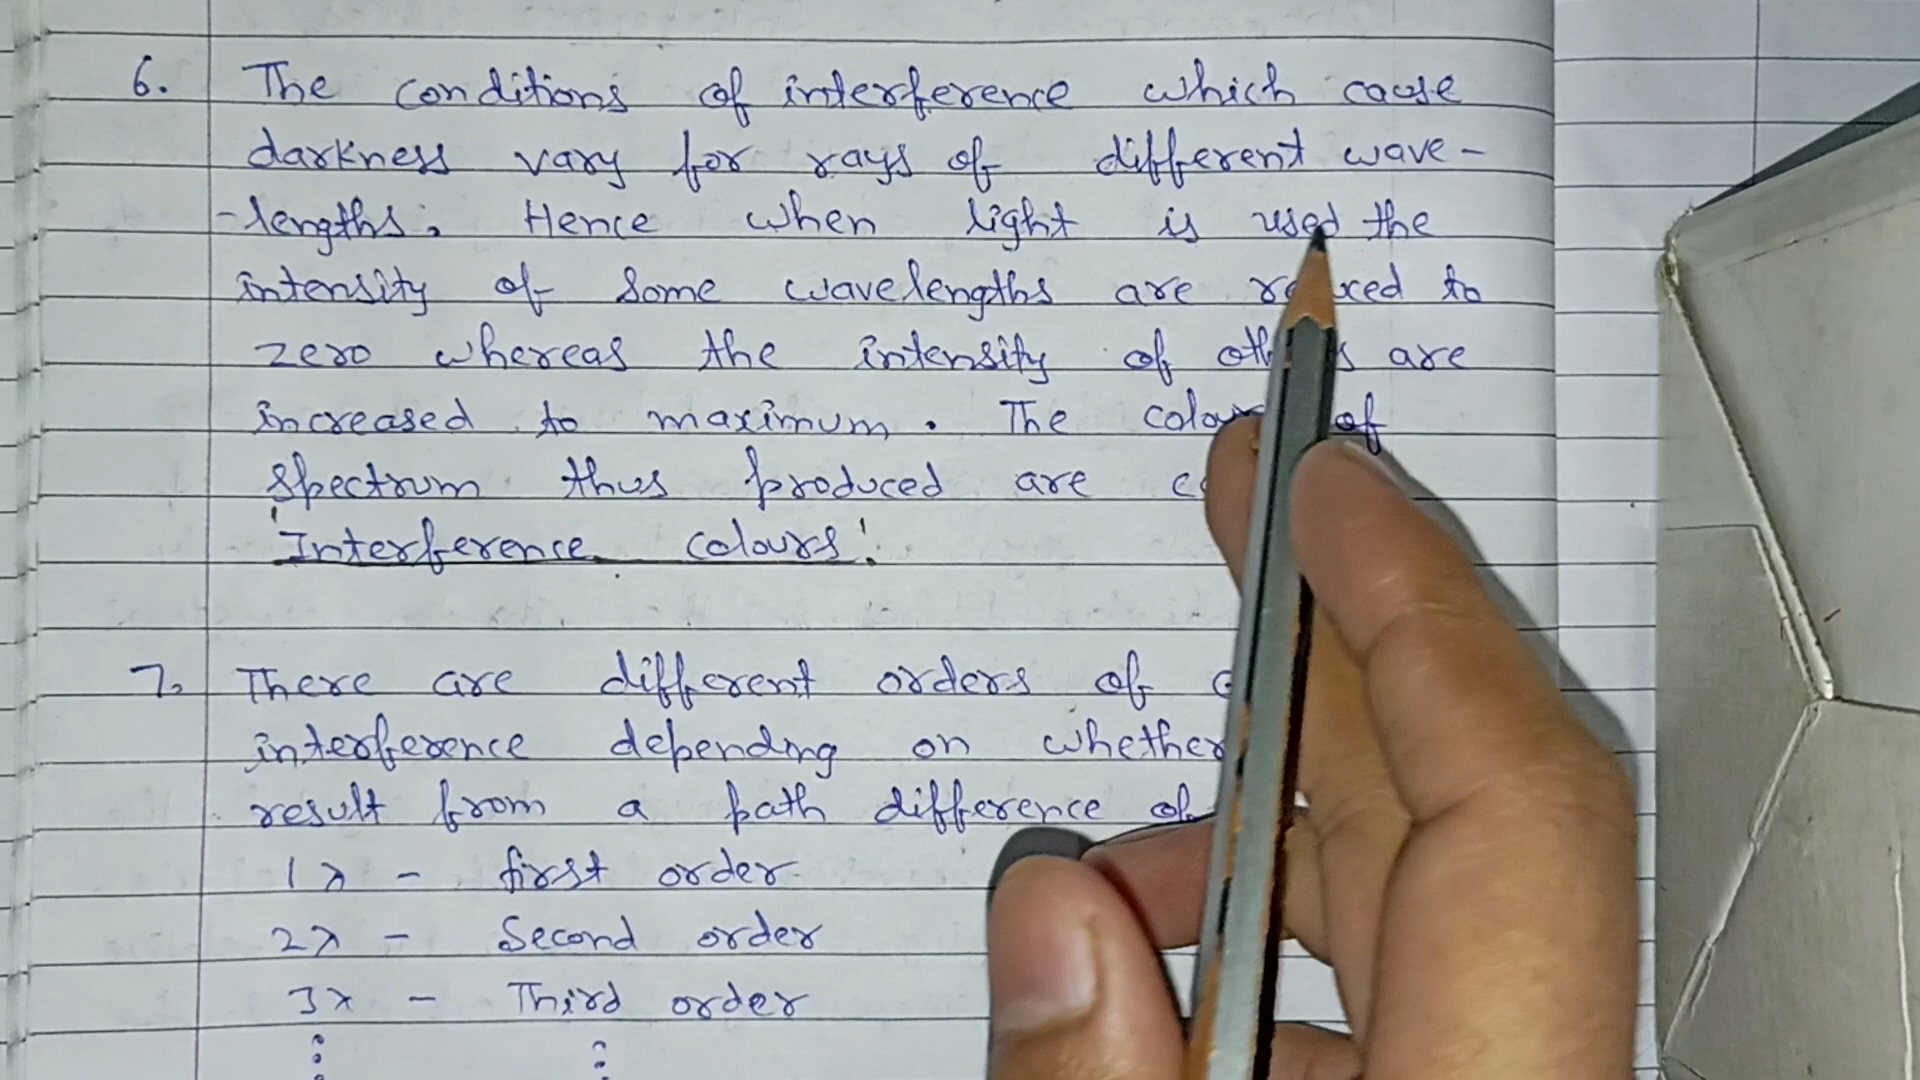 6. The conditions of interference which cause
darkness vary for rays of different wave-
-lengths. Hence when light is used the
intensity of some wavelengths are to
zero whereas the intensity of are
increased to maximum. The of
spectrum thus produced are
'Interference colours'.
7. There are different orders of
interference depending on whether
result from a path difference of
1λ - first order.
2λ - Second order
3λ - Third order